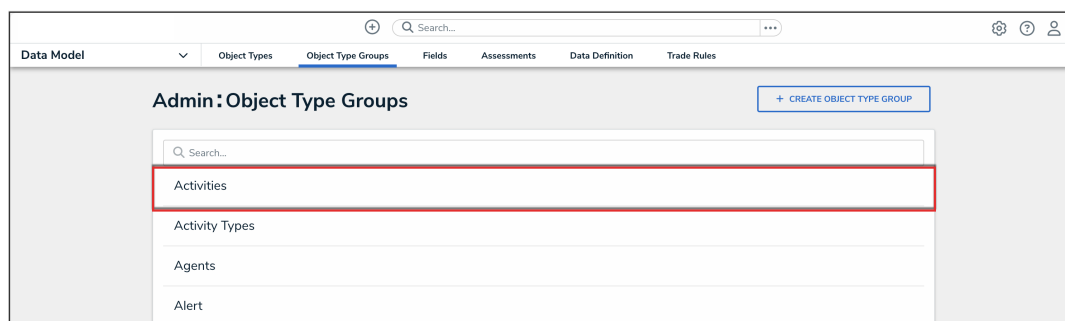 Search...
Data Model
Object Types
Object Type Groups
Fields
Assessments
Data Definition
Trade Rules
Admin:Object Type Groups
+ CREATE OBJECT TYPE GROUP
Search...
Activities
Activity Types
Agents
Alert